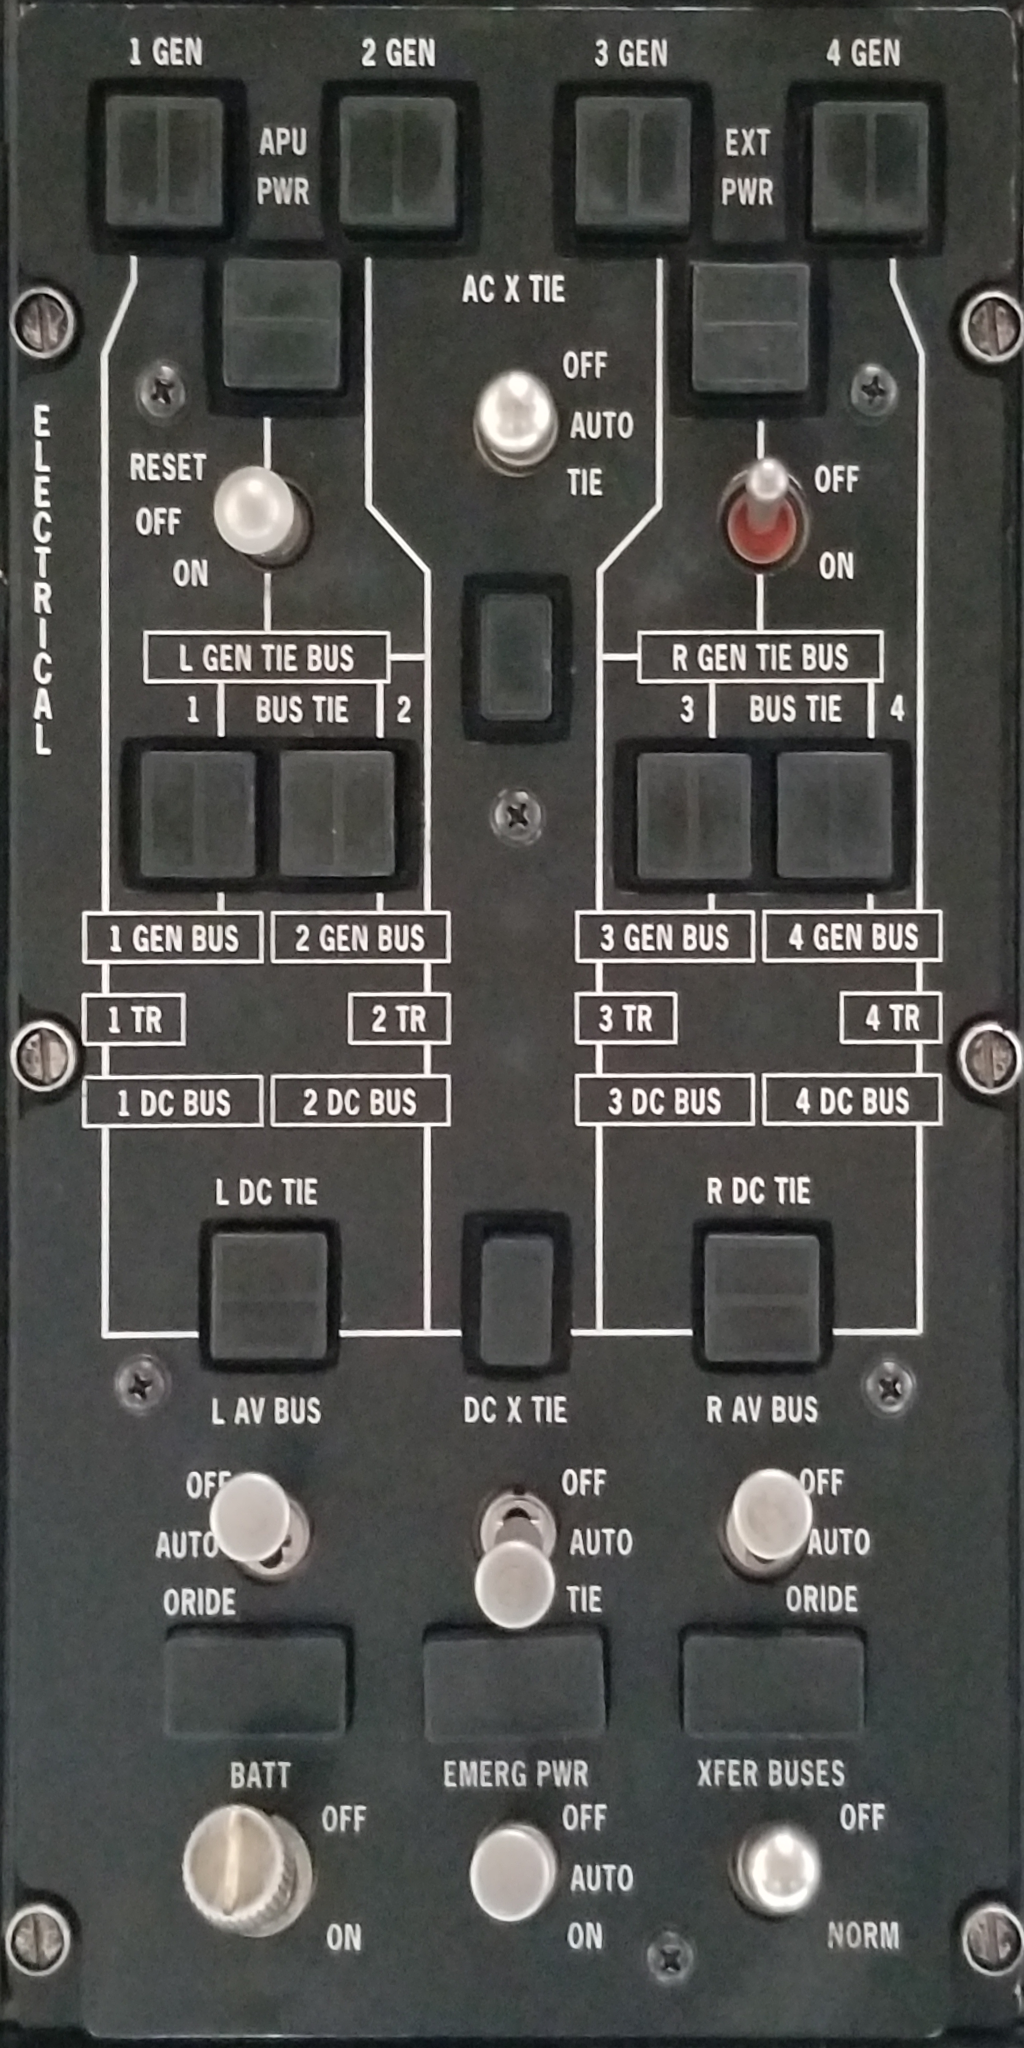 1 GEN 2 GEN 3 GEN 4 GEN
APU
PWR
EXT
PWR
AC X TIE
OFF
AUTO
TIE
ELECTRICAL
RESET
OFF
ON
OFF
ON
L GEN TIE BUS
R GEN TIE BUS
1 BUS TIE 2
3 BUS TIE 4
1 GEN BUS 2 GEN BUS 3 GEN BUS 4 GEN BUS
1 TR 2 TR 3 TR 4 TR
1 DC BUS 2 DC BUS 3 DC BUS 4 DC BUS
L DC TIE
R DC TIE
L AV BUS
DC X TIE
R AV BUS
OFF
AUTO
ORIDE
OFF
AUTO
TIE
OFF
AUTO
ORIDE
BATT
OFF
ON
EMERG PWR
OFF
AUTO
ON
XFER BUSES
OFF
NORM